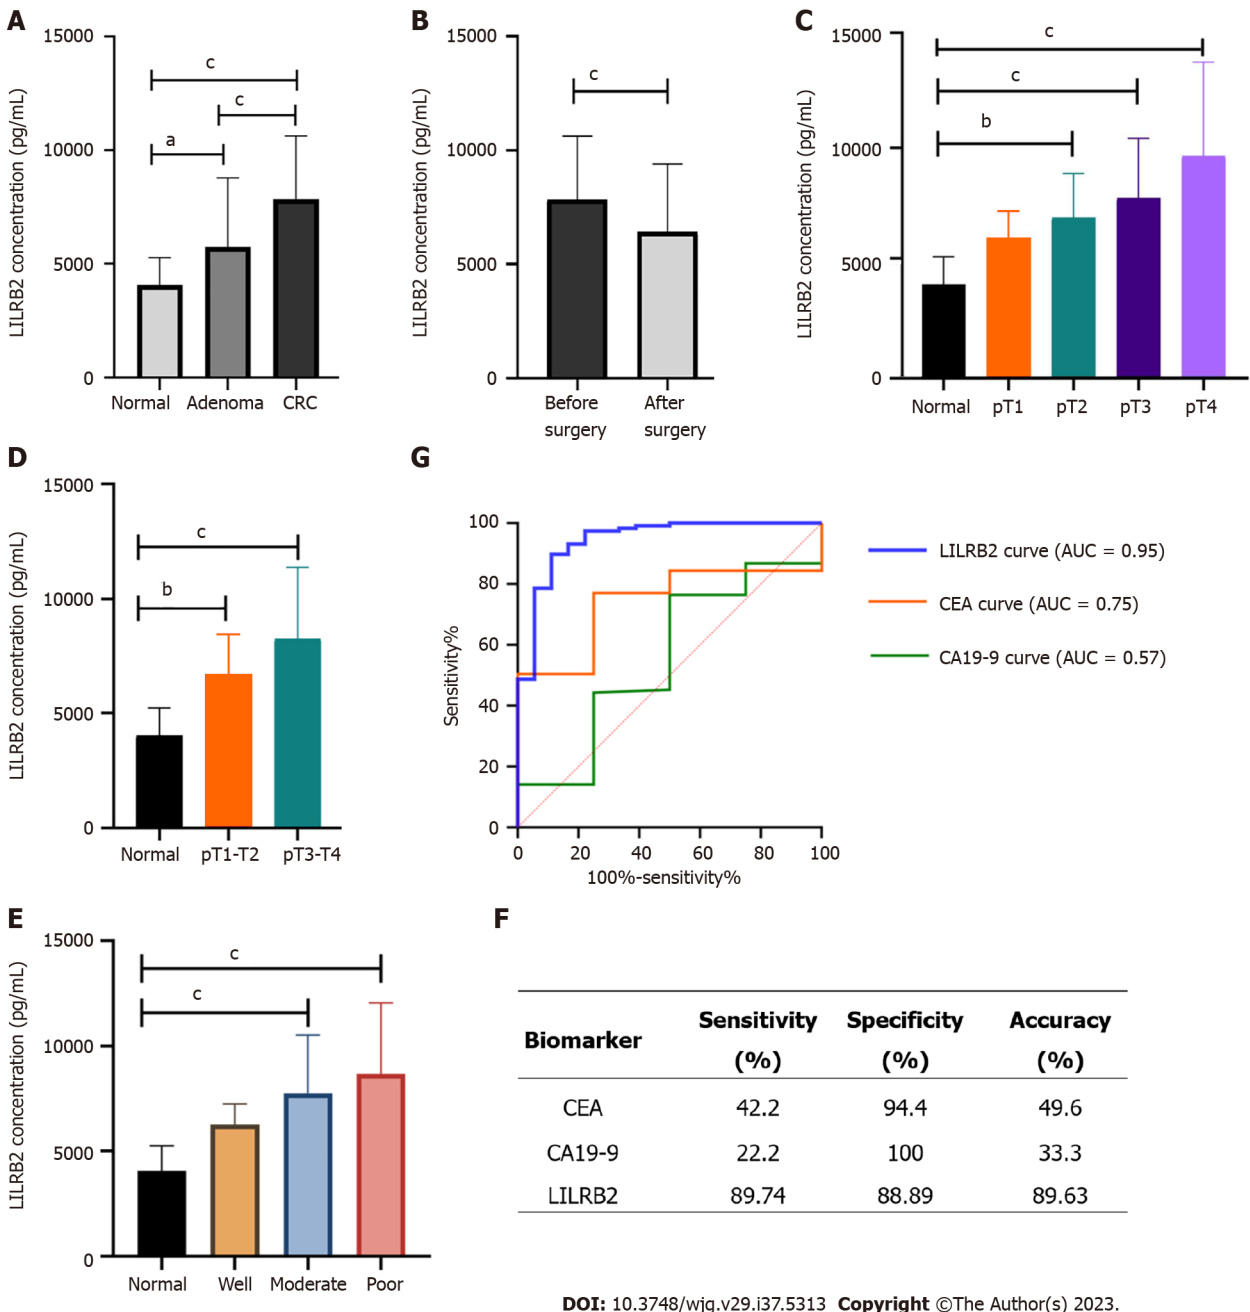 A
15000
10000
5000
0
LILRB2 concentration (pg/mL)
c
c
a
Normal Adenoma CRC
B
15000
10000
5000
0
LILRB2 concentration (pg/mL)
c
Before surgery
After surgery
C
15000
10000
5000
0
LILRB2 concentration (pg/mL)
c
c
b
Normal pT1 pT2 pT3 pT4
D
15000
10000
5000
0
LILRB2 concentration (pg/mL)
c
b
Normal pT1-T2 pT3-T4
G
100
80
60
40
20
0
Sensitivity%
0 20 40 60 80 100
100%-sensitivity%
LILRB2 curve (AUC = 0.95)
CEA curve (AUC = 0.75)
CA19-9 curve (AUC = 0.57)
E
15000
10000
5000
0
LILRB2 concentration (pg/mL)
c
c
Normal Well Moderate Poor
F
Biomarker Sensitivity (%) Specificity (%) Accuracy (%)
CEA 42.2 94.4 49.6
CA19-9 22.2 100 33.3
LILRB2 89.74 88.89 89.63
DOI: 10.3748/wjg.v29.i37.5313 Copyright ©The Author(s) 2023.